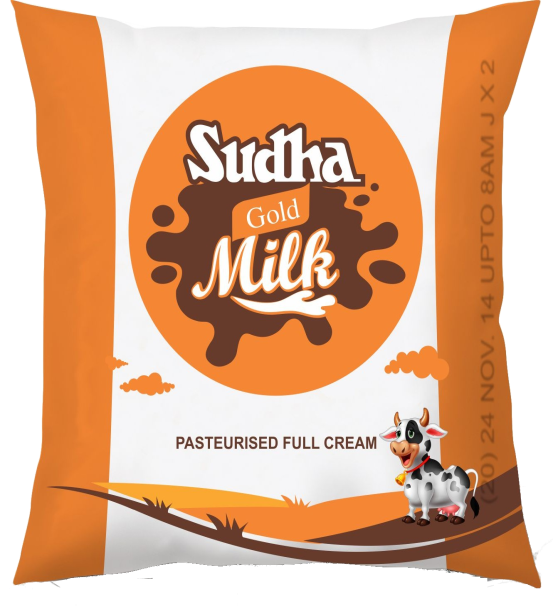 Sudha
Gold
Milk
PASTEURISED FULL CREAM
(20) 24 NOV. 14 UPTO 8AM J X 2